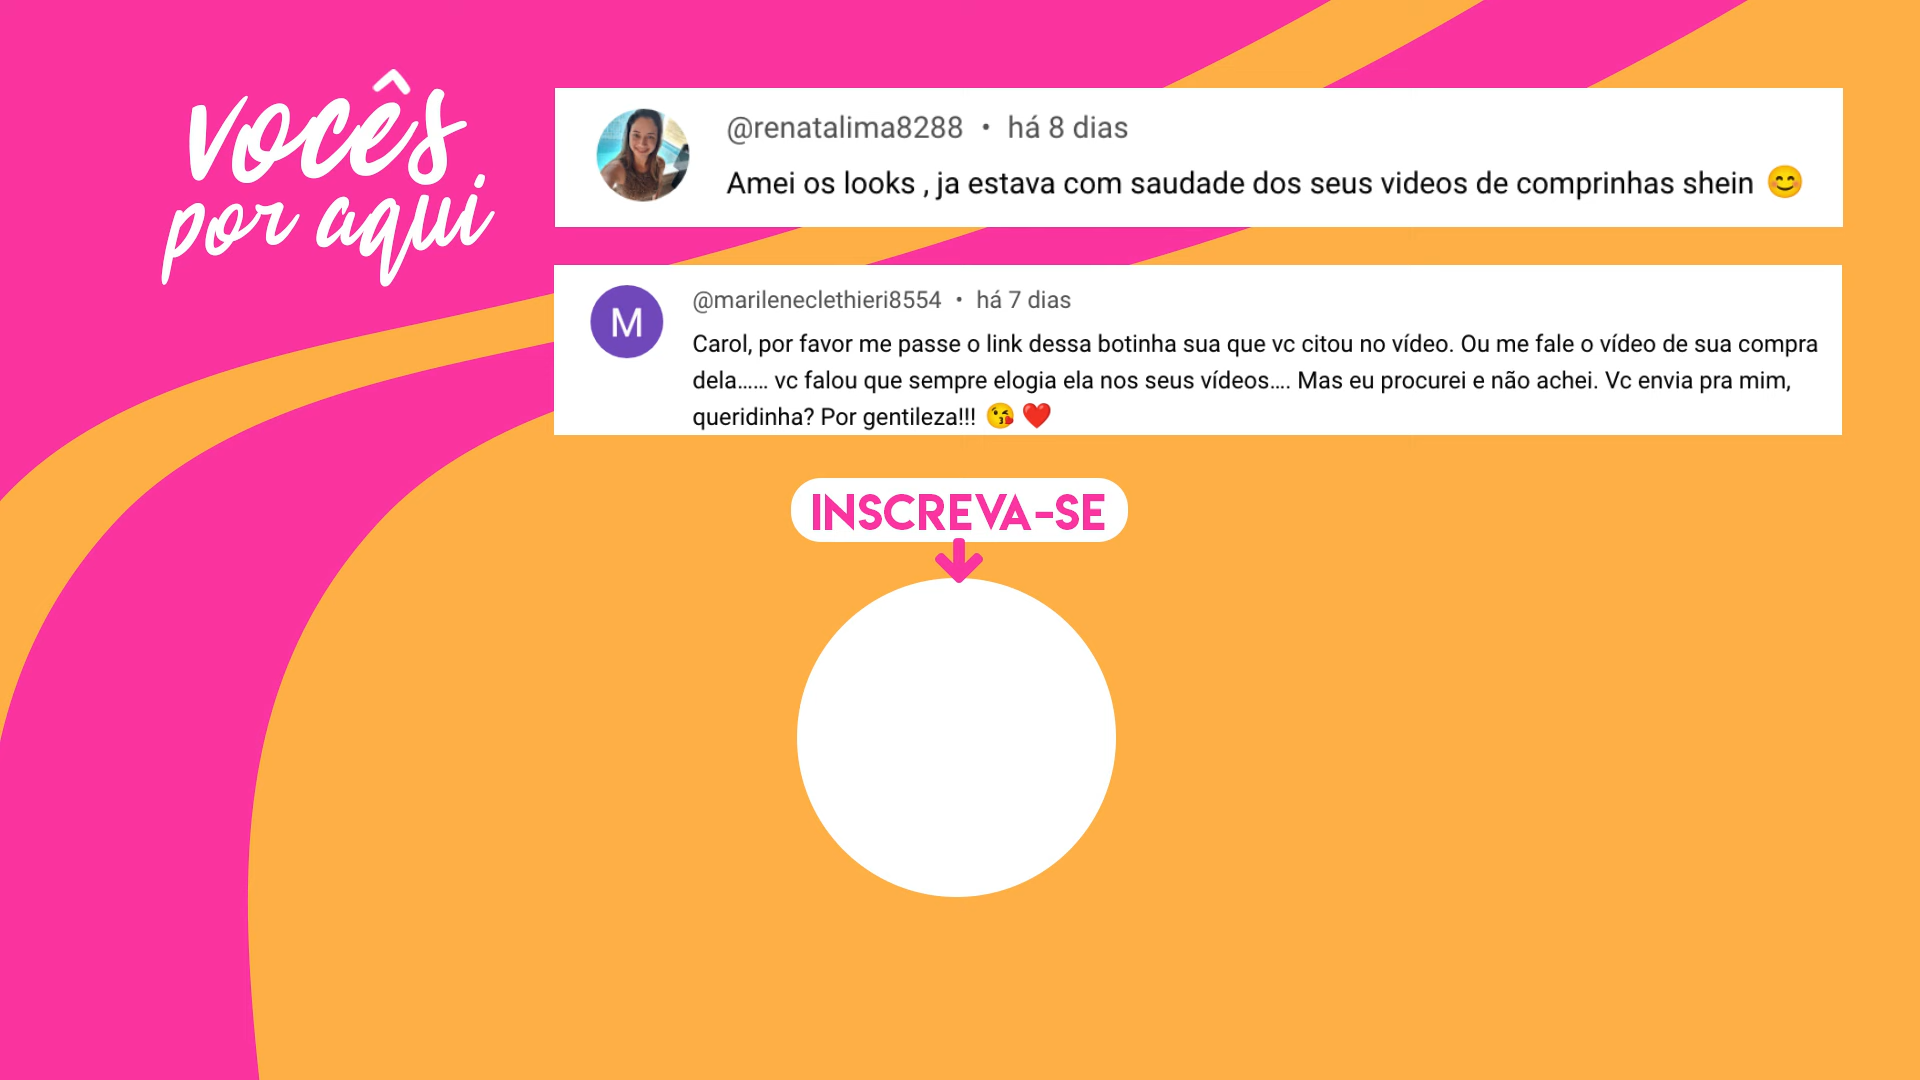 vocês
por aqui
@renatalima8288 • há 8 dias
Amei os looks , ja estava com saudade dos seus videos de comprinhas shein 😊
M
@marileneclethieri8554 • há 7 dias
Carol, por favor me passe o link dessa botinha sua que vc citou no vídeo. Ou me fale o vídeo de sua compra
dela...... vc falou que sempre elogia ela nos seus vídeos.... Mas eu procurei e não achei. Vc envia pra mim,
queridinha? Por gentileza!!! 😘 ❤️
INSCREVA-SE